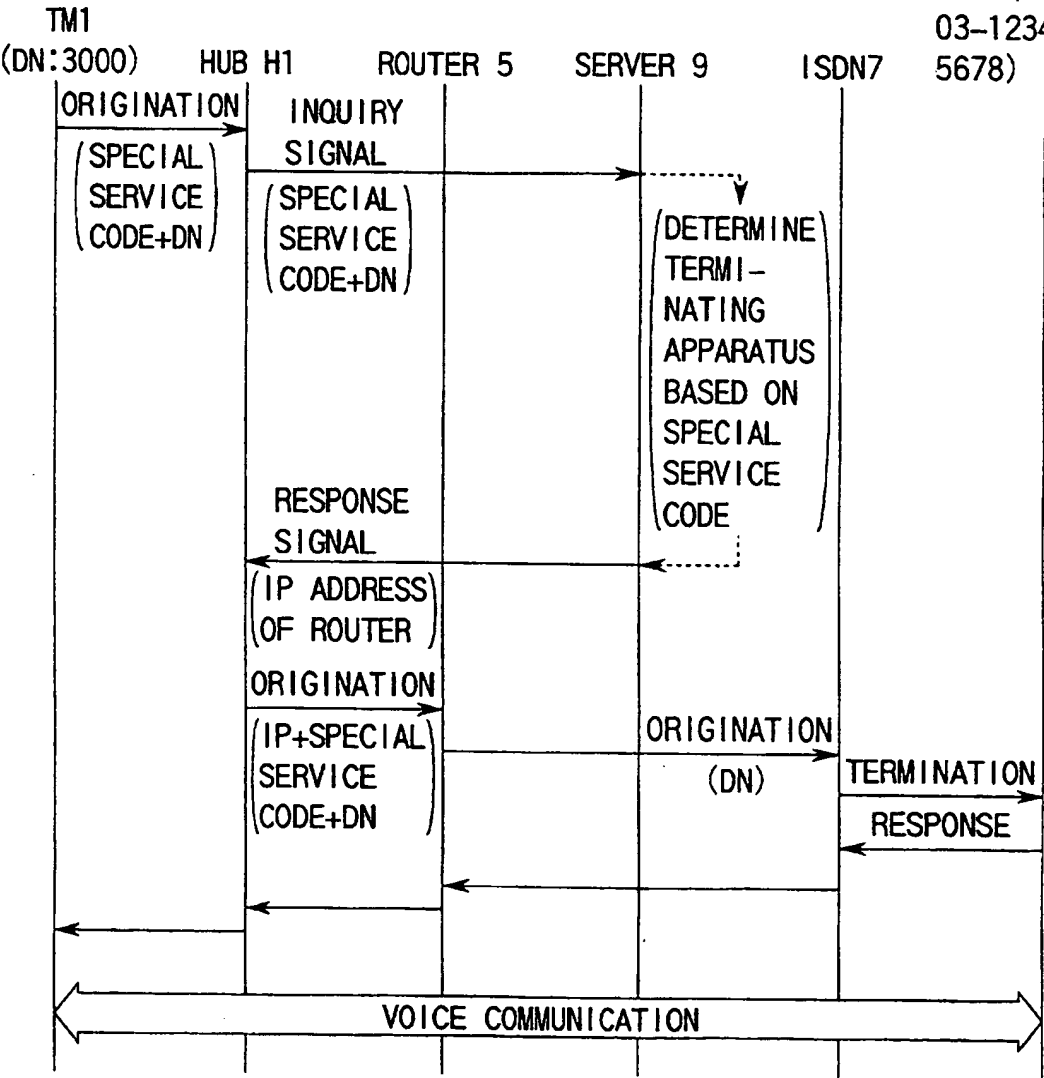 TM1
(DN:3000)
HUB H1
ROUTER 5
SERVER 9
ISDN7
03-1234
5678)
ORIGINATION
(SPECIAL
SERVICE
CODE+DN)
INQUIRY
SIGNAL
(SPECIAL
SERVICE
CODE+DN)
(DETERMINE
TERMI-
NATING
APPARATUS
BASED ON
SPECIAL
SERVICE
CODE)
RESPONSE
SIGNAL
(IP ADDRESS
OF ROUTER)
ORIGINATION
(IP+SPECIAL
SERVICE
CODE+DN)
ORIGINATION
(DN)
TERMINATION
RESPONSE
VOICE COMMUNICATION